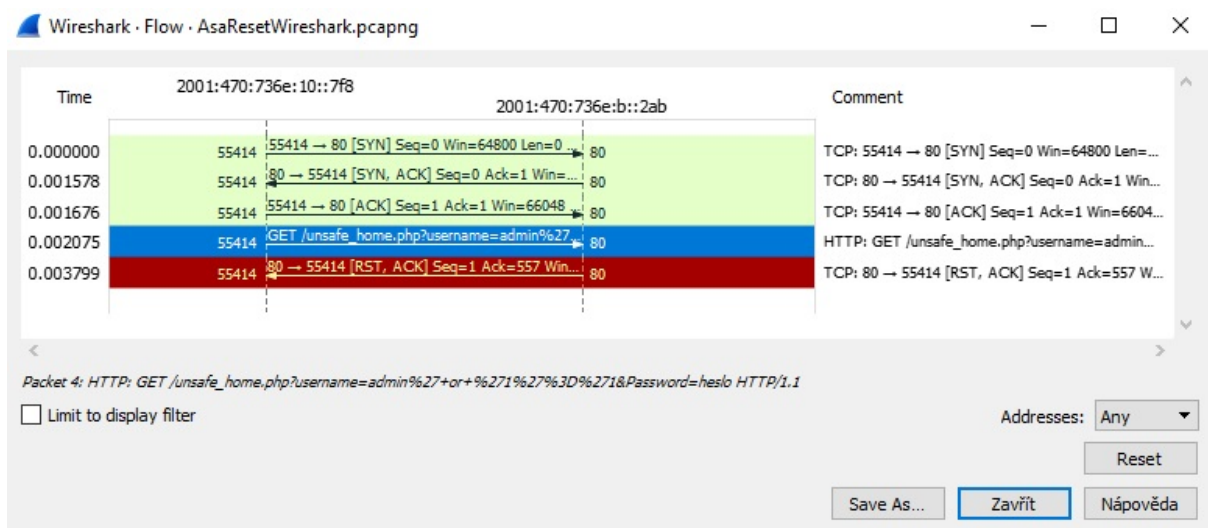 Wireshark · Flow · AsaResetWireshark.pcapng
Time 2001:470:736e:10::7f8 2001:470:736e:b::2ab Comment
0.000000 55414 55414 → 80 [SYN] Seq=0 Win=64800 Len=0 ... 80 TCP: 55414 → 80 [SYN] Seq=0 Win=64800 Len=...
0.001578 55414 80 → 55414 [SYN, ACK] Seq=0 Ack=1 Win=... 80 TCP: 80 → 55414 [SYN, ACK] Seq=0 Ack=1 Win...
0.001676 55414 55414 → 80 [ACK] Seq=1 Ack=1 Win=66048 ... 80 TCP: 55414 → 80 [ACK] Seq=1 Ack=1 Win=6604...
0.002075 55414 GET /unsafe_home.php?username=admin%27... 80 HTTP: GET /unsafe_home.php?username=admin...
0.003799 55414 80 → 55414 [RST, ACK] Seq=1 Ack=557 Win... 80 TCP: 80 → 55414 [RST, ACK] Seq=1 Ack=557 W...
Packet 4: HTTP: GET /unsafe_home.php?username=admin%27+or+%271%27%3D%271&Password=heslo HTTP/1.1
Limit to display filter Addresses: Any
Reset
Save As... Zavřít Nápověda